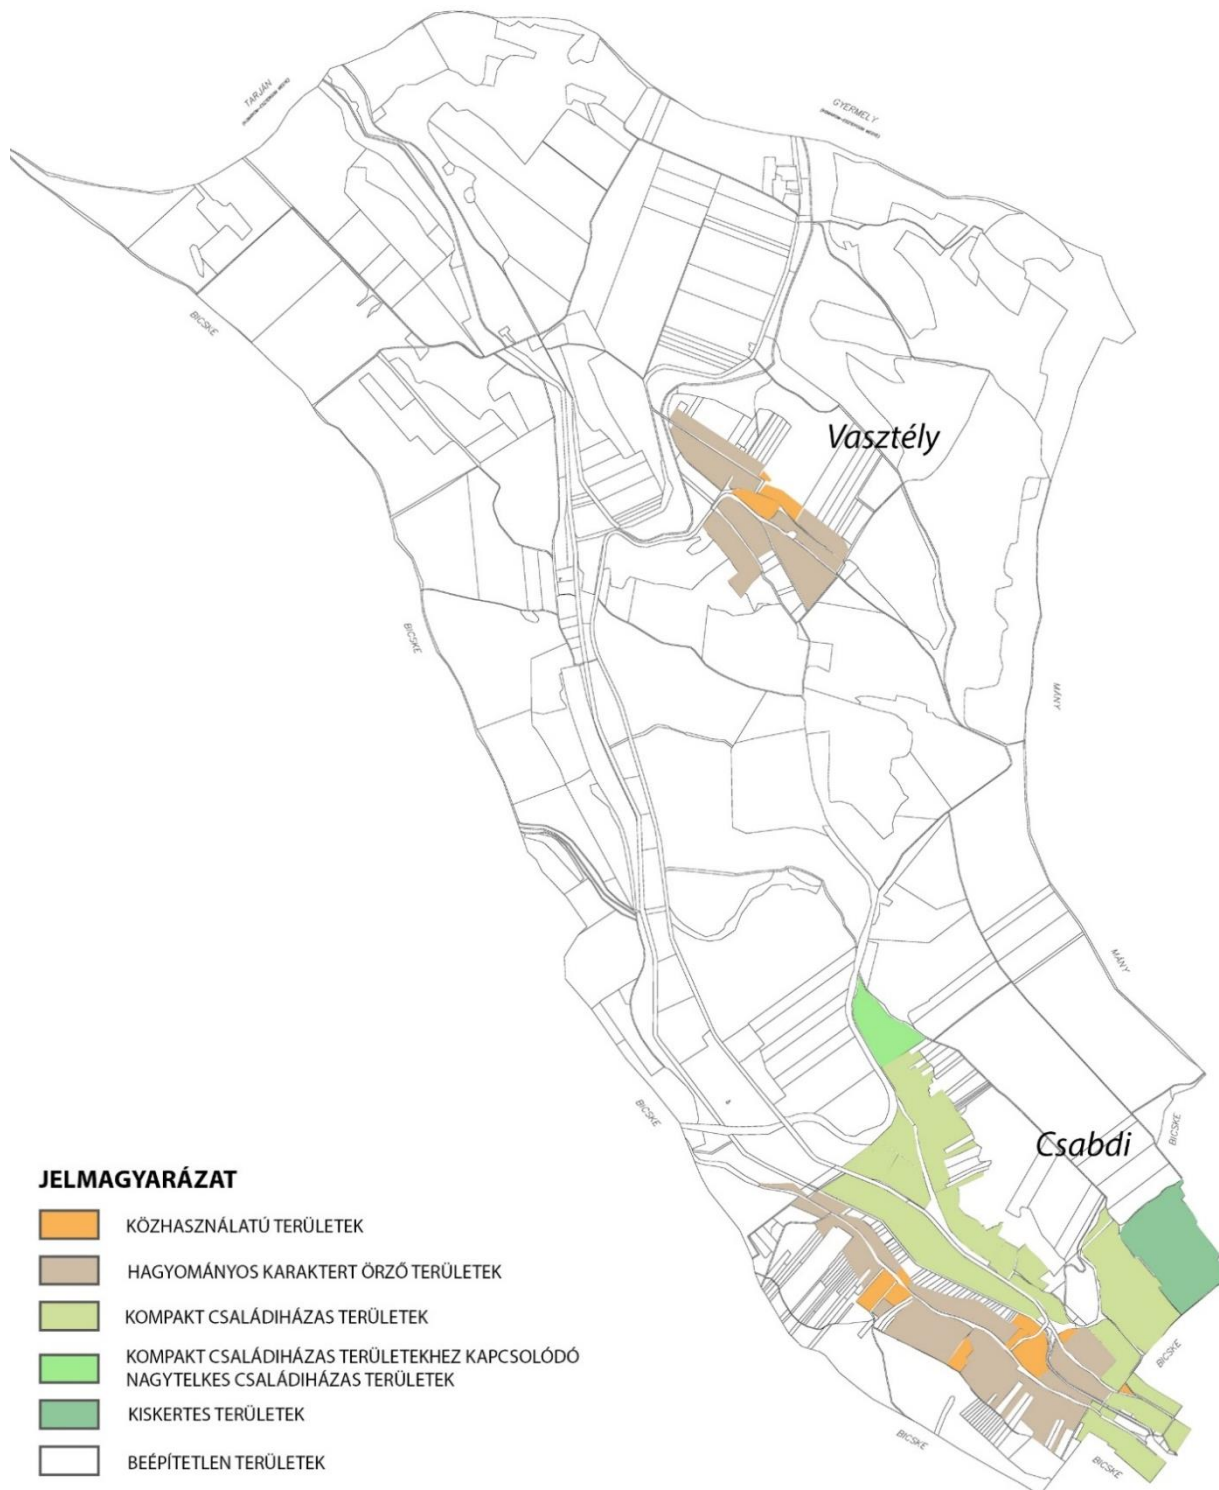 TARJÁN
GYERMELY
BICSKE
Vasztély
BICSKE
MÁNY
MÁNY
BICSKE
BICSKE
Csabdi
JELMAGYARÁZAT
KÖZHASZNÁLATÚ TERÜLETEK
HAGYOMÁNYOS KARAKTERT ÖRZŐ TERÜLETEK
KOMPAKT CSALÁDIHÁZAS TERÜLETEK
KOMPAKT CSALÁDIHÁZAS TERÜLETEKHEZ KAPCSOLÓDÓ
NAGYTELKES CSALÁDIHÁZAS TERÜLETEK
KISKERTES TERÜLETEK
BEÉPÍTETLEN TERÜLETEK
BICSKE
BICSKE
BICSKE